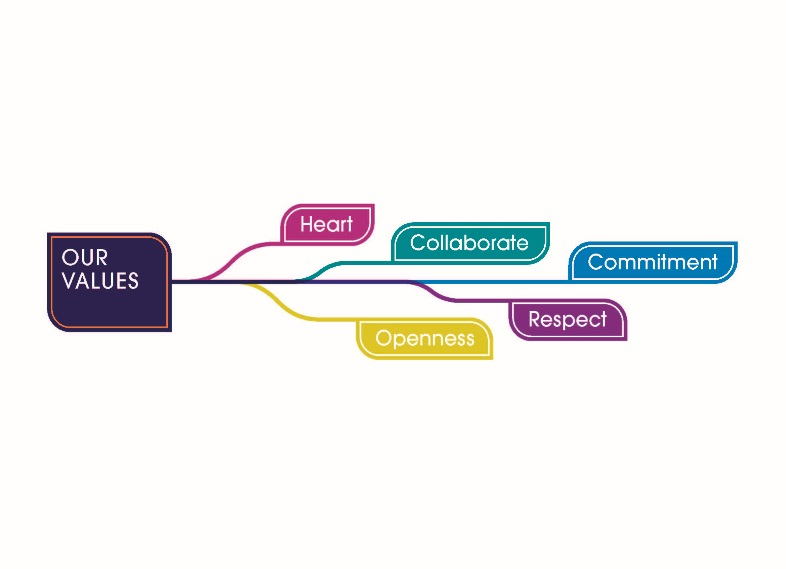 OUR
VALUES
Heart
Collaborate
Commitment
Respect
Openness